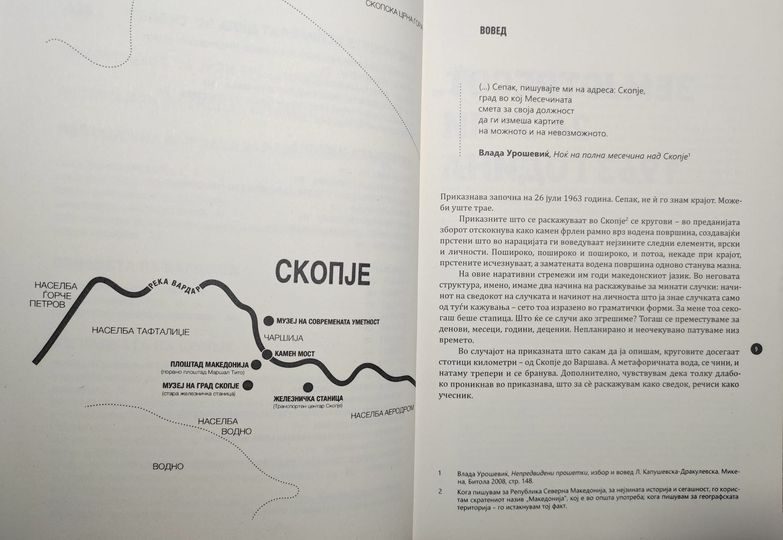 СКОПСКА ЦРНА ГОРА
СКОПЈЕ
РЕКА ВАРДАР
НАСЕЛБА
ЃОРЧЕ
ПЕТРОВ
НАСЕЛБА ТАФТАЛИЏЕ
МУЗЕЈ НА СОВРЕМЕНАТА УМЕТНОСТ
ЧАРШИЈА
КАМЕН МОСТ
ПЛОШТАД МАКЕДОНИЈА
(порано плоштад Маршал Тито)
МУЗЕЈ НА ГРАД СКОПЈЕ
(стара железничка станица)
ЖЕЛЕЗНИЧКА СТАНИЦА
(Транспортен центар Скопје)
НАСЕЛБА АЕРОДРОМ
НАСЕЛБА
ВОДНО
ВОДНО
ВОВЕД
(...) Сепак, пишувајте ми на адреса: Скопје,
град во кој Месечината
смета за своја должност
да ги измеша картите
на можното и на невозможното.
Влада Урошевиќ, Ноќ на полна месечина над Скопје¹
Приказнава започна на 26 јули 1963 година. Сепак, не ѝ го знам крајот. Може-
би уште трае.
Приказните што се раскажуваат во Скопје² се кругови – во преданијата
зборот отскокнува како камен фрлен рамно врз водена површина, создавајќи
прстени што во нарацијата ги воведуваат нејзините следни елементи, врски
и личности. Пошироко, пошироко и пошироко, и потоа, некаде при крајот,
прстените исчезнуваат, а заматената водена површина одново станува мазна.
На овие наративни стремежи им годи македонскиот јазик. Во неговата
структура, имено, имаме два начина на раскажување за минати случки: начи-
нот на сведокот на случката и начинот на личноста што ја знае случката само
од туѓи кажувања – сето тоа изразено во граматички форми. За мене тоа секо-
гаш беше стапица. Што ќе се случи ако згрешиме? Тогаш се преместуваме за
денови, месеци, години, децении. Непланирано и неочекувано патуваме низ
времето.
Во случајот на приказната што сакам да ја опишам, круговите досегаат
стотици километри – од Скопје до Варшава. А метафоричната вода, се чини, и
натаму трепери и се бранува. Дополнително, чувствувам дека толку длабо-
ко проникнав во приказнава, што за сѐ раскажувам како сведок, речиси како
учесник.
9
1 Влада Урошевиќ, Непредвидени прошетки, избор и вовед Л. Капушевска-Дракулевска. Мике-
на, Битола 2008, стр. 148.
2 Кога пишувам за Република Северна Македонија, за нејзината историја и сегашност, го корис-
там скратениот назив „Македонија“, кој е во општа употреба; кога пишувам за географската
територија – го истакнувам тој факт.